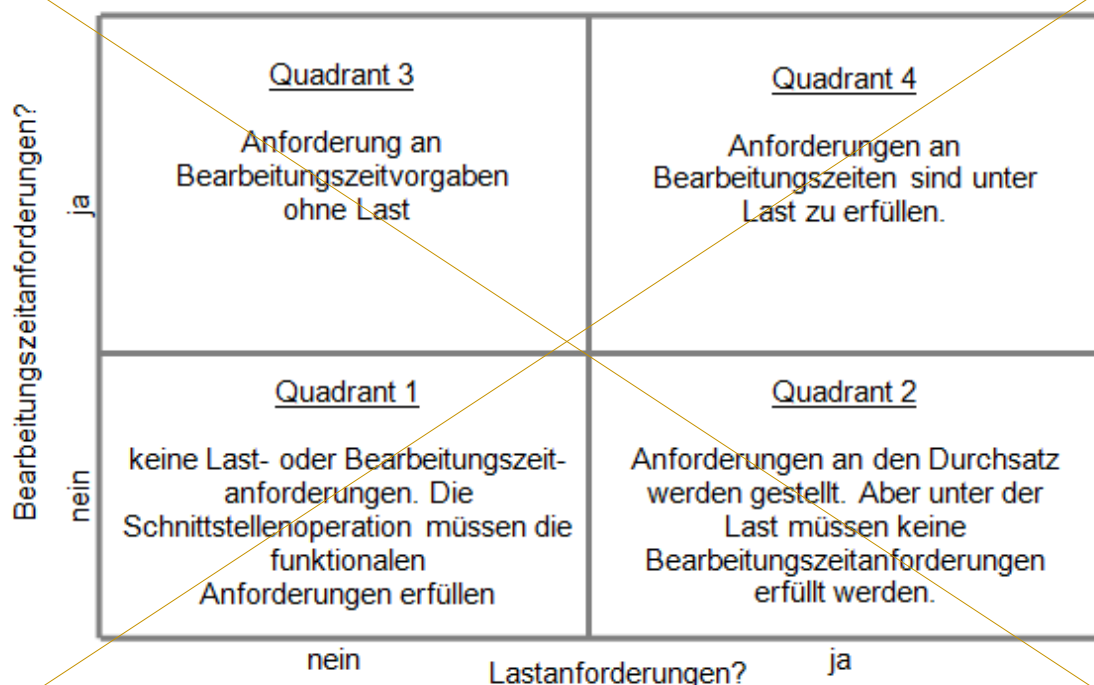 Bearbeitungszeitanforderungen?
ja
nein
Quadrant 3
Anforderung an
Bearbeitungszeitvorgaben
ohne Last
Quadrant 4
Anforderungen an
Bearbeitungszeiten sind unter
Last zu erfüllen.
Quadrant 1
keine Last- oder Bearbeitungszeit-
anforderungen. Die
Schnittstellenoperation müssen die
funktionalen
Anforderungen erfüllen
Quadrant 2
Anforderungen an den Durchsatz
werden gestellt. Aber unter der
Last müssen keine
Bearbeitungszeitanforderungen
erfüllt werden.
nein
Lastanforderungen?
ja